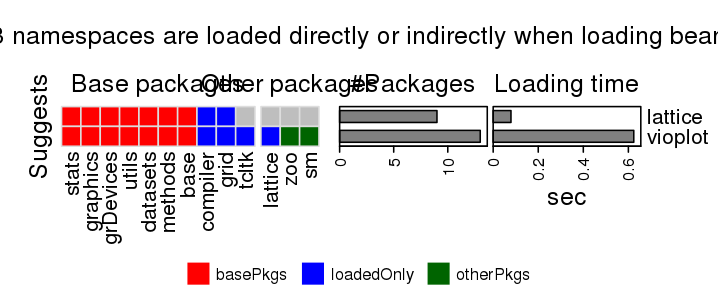 namespaces are loaded directly or indirectly when loading
Base packages Other packages #Packages Loading time
Suggests
lattice
vioplot
stats graphics grDevices utils datasets methods base compiler grid tcltk lattice zoo sm
0 5 10 0 0.2 0.4 0.6
sec
basePkgs loadedOnly otherPkgs